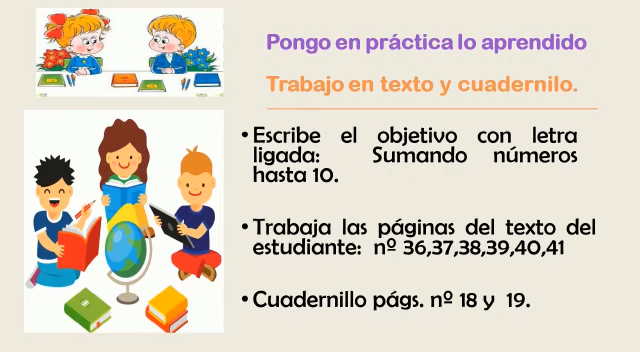 Pongo en práctica lo aprendido
Trabajo en texto y cuadernilo.
• Escribe el objetivo con letra
ligada: Sumando números
hasta 10.
• Trabaja las páginas del texto del
estudiante: nº 36,37,38,39,40,41
• Cuadernillo págs. nº 18 y 19.